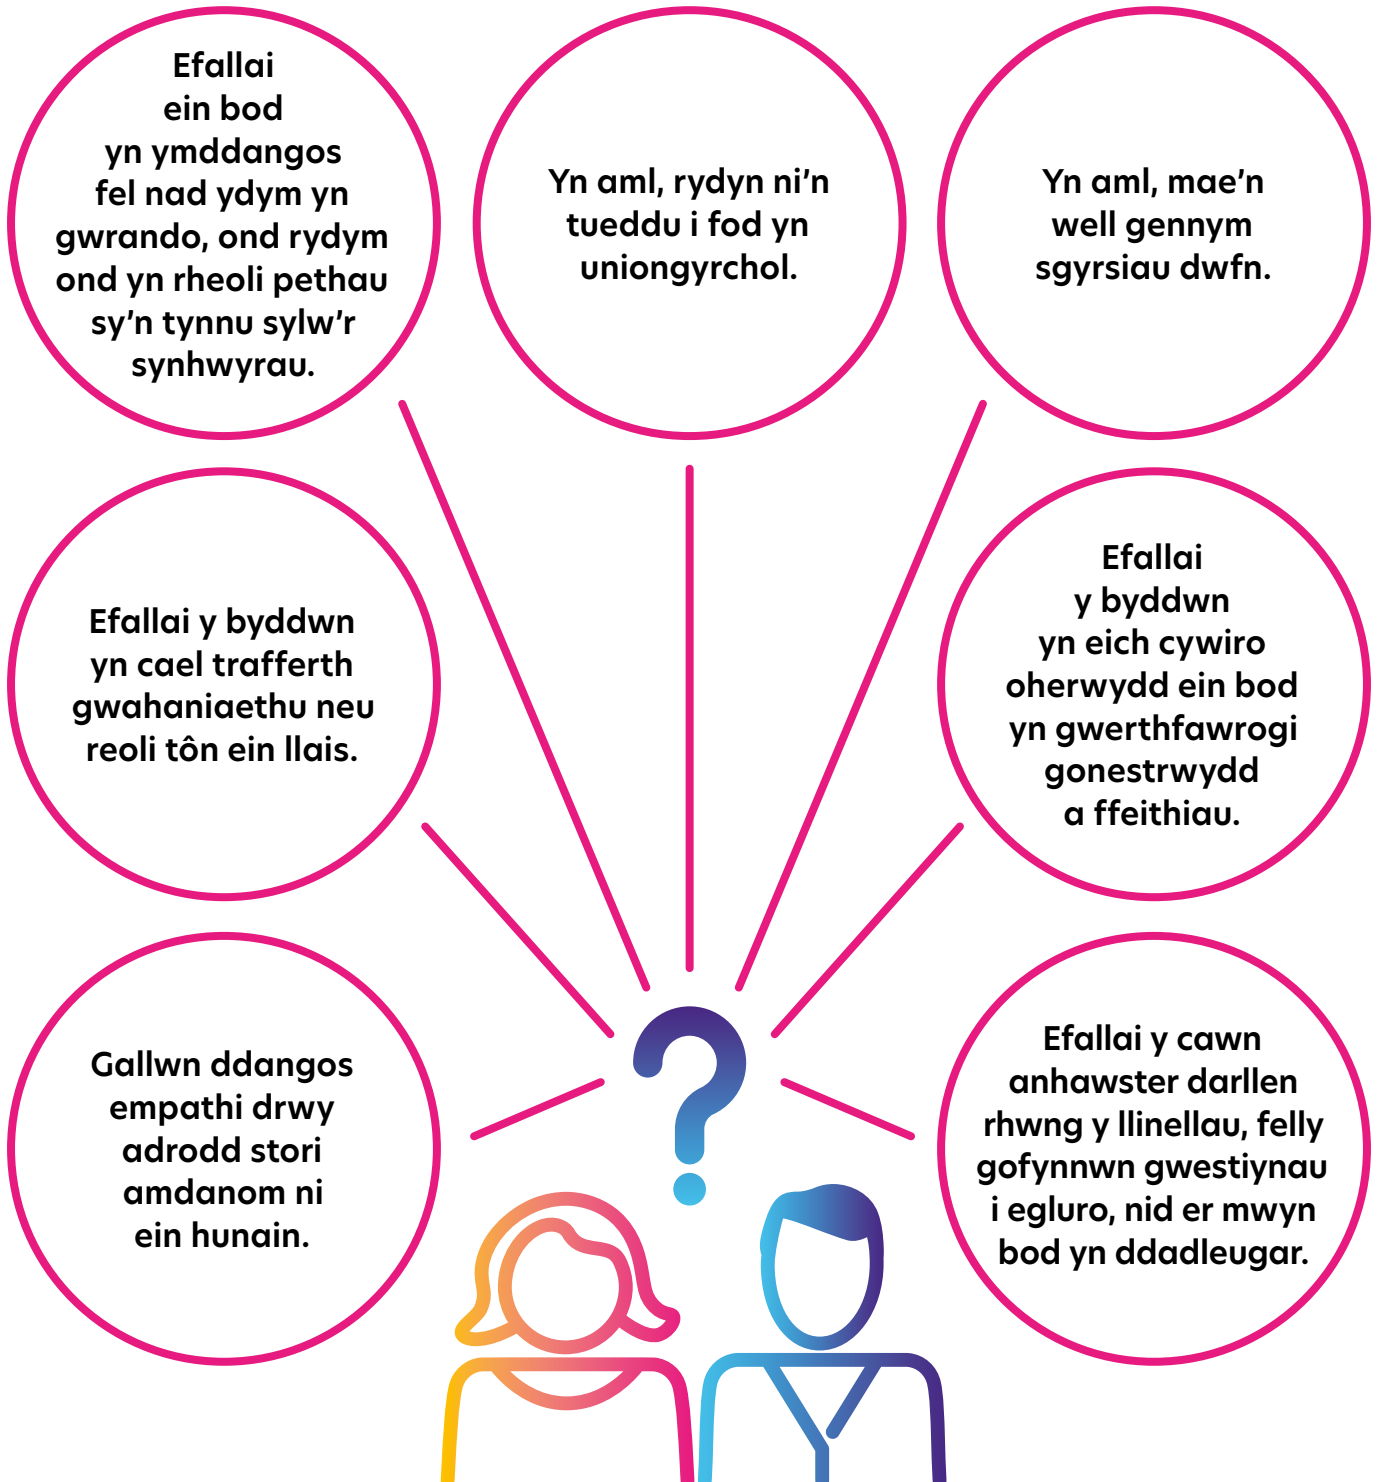 Efallai
ein bod
yn ymddangos
fel nad ydym yn
gwrando, ond rydym
ond yn rheoli pethau
sy'n tynnu sylw'r
synhwyrau.
Yn aml, rydyn ni'n
tueddu i fod yn
uniongyrchol.
Yn aml, mae'n
well gennym
sgyrsiau dwfn.
Efallai y byddwn
yn cael trafferth
gwahaniaethu neu
reoli tôn ein llais.
Efallai
y byddwn
yn eich cywiro
oherwydd ein bod
yn gwerthfawrogi
gonestrwydd
a ffeithiau.
Gallwn ddangos
empathi drwy
adrodd stori
amdanom ni
ein hunain.
Efallai y cawn
anhawster darllen
rhwng y llinellau, felly
gofynnwn gwestiynau
i egluro, nid er mwyn
bod yn ddadleugar.
?